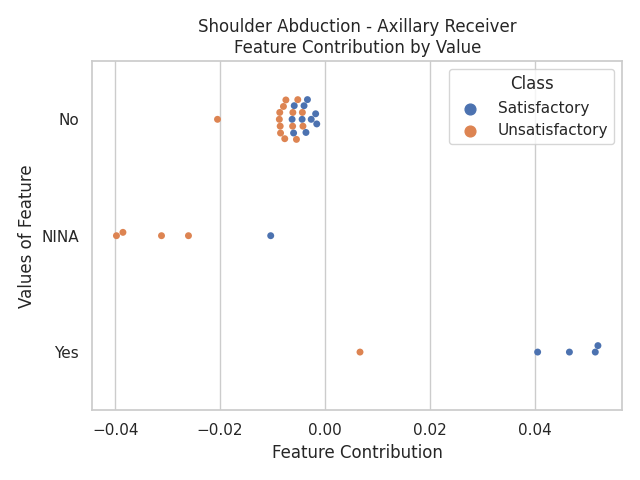 Shoulder Abduction - Axillary Receiver
Feature Contribution by Value
Class
Satisfactory
Unsatisfactory
Values of Feature
No
NINA
Yes
−0.04 −0.02 0.00 0.02 0.04
Feature Contribution